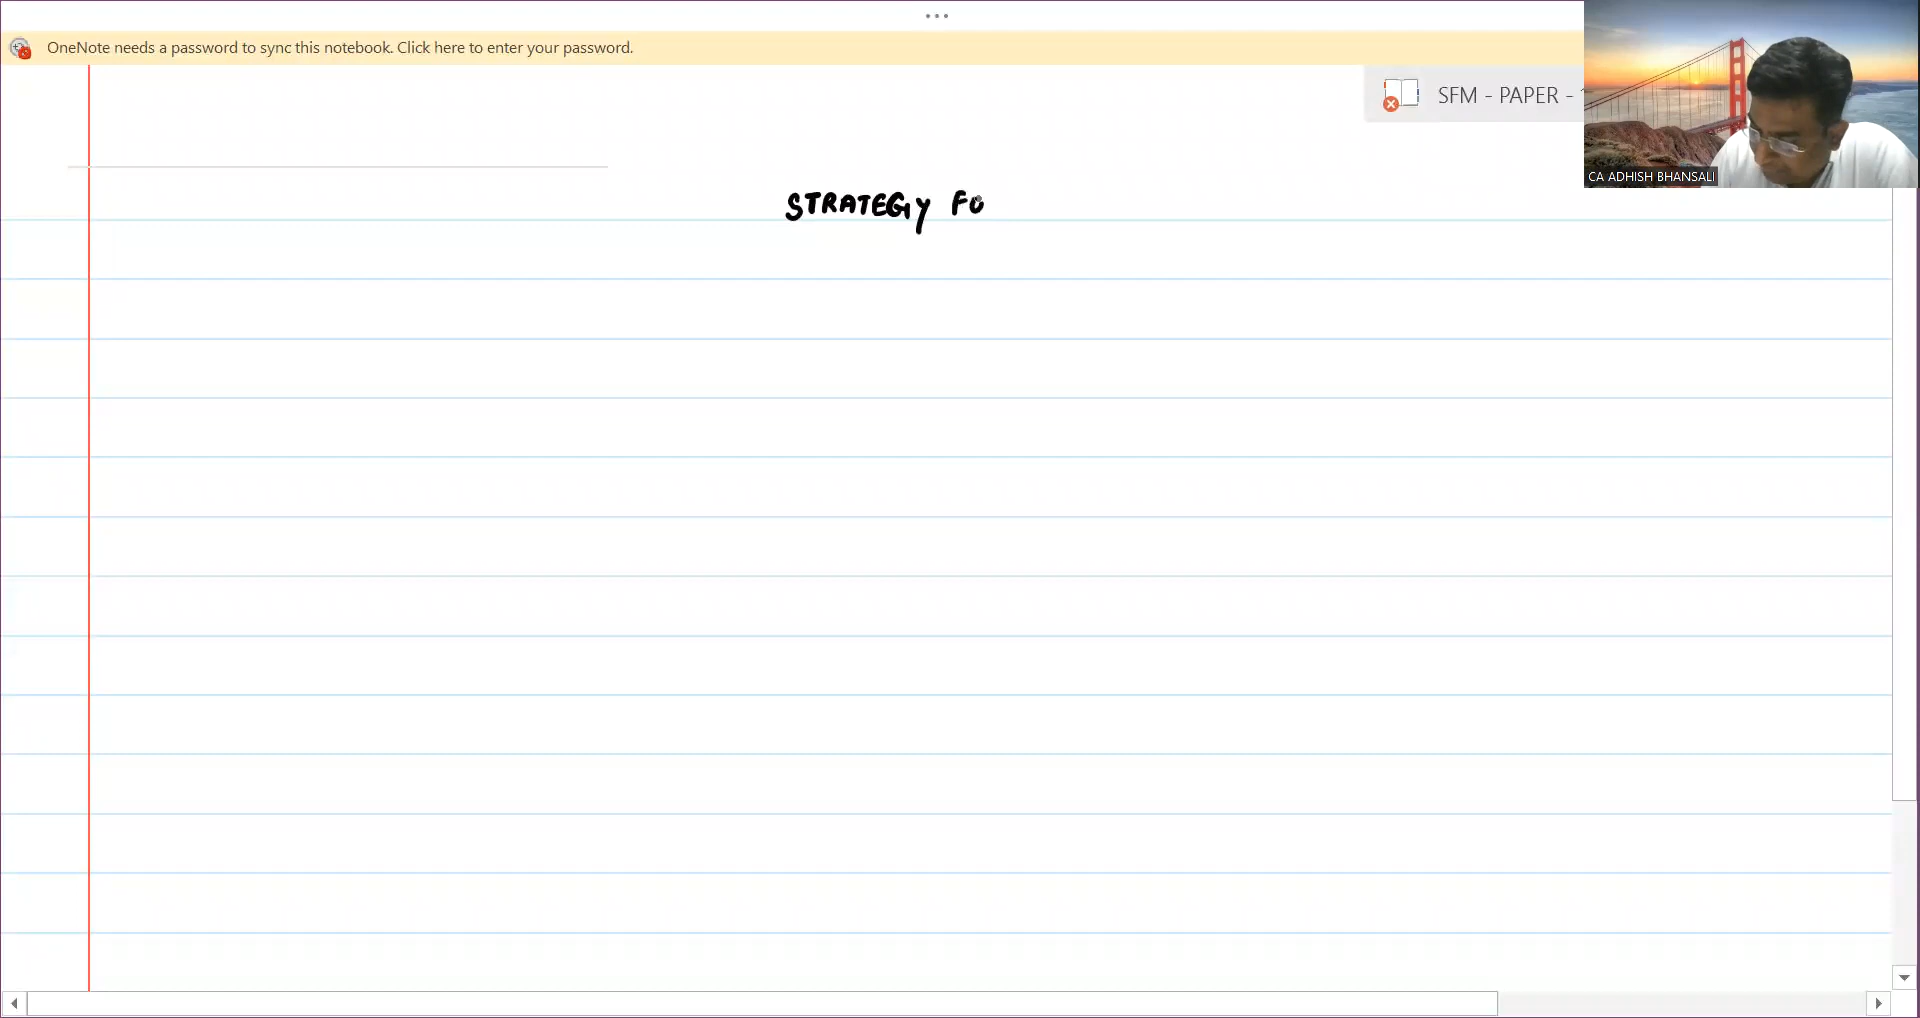 OneNote needs a password to sync this notebook. Click here to enter your password.
SFM - PAPER -
CA ADHISH BHANSALI
STRATEGY FO